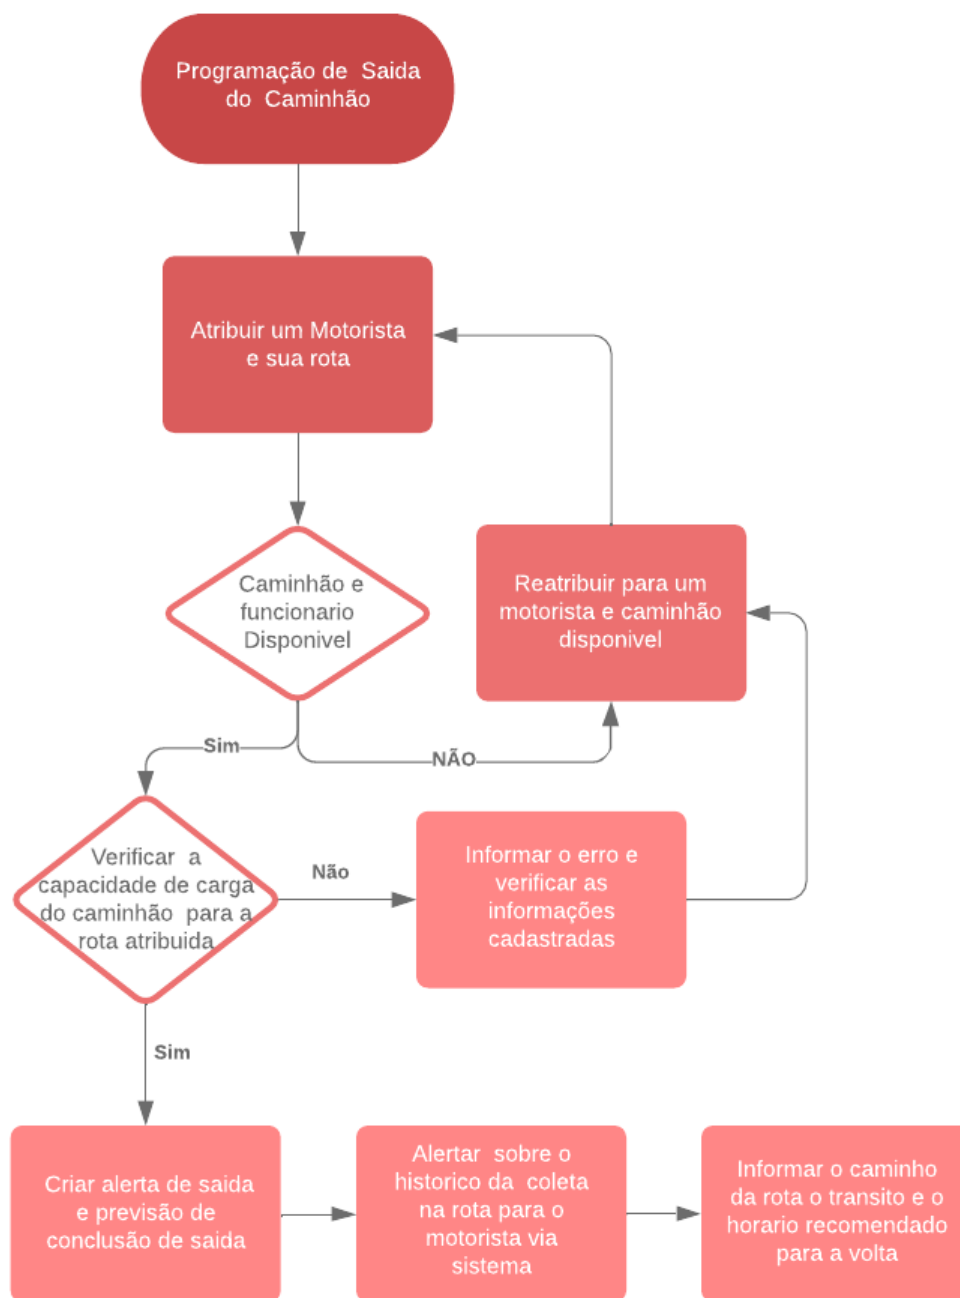 Programação de Saida
do Caminhão
Atribuir um Motorista
e sua rota
Caminhão e
funcionario
Disponivel
Reatribuir para um
motorista e caminhão
disponivel
Sim
NÃO
Verificar a
capacidade de carga
do caminhão para a
rota atribuida
Não
Informar o erro e
verificar as
informações
cadastradas
Sim
Criar alerta de saida
e previsão de
conclusão de saida
Alertar sobre o
historico da coleta
na rota para o
motorista via
sistema
Informar o caminho
da rota o transito e o
horario recomendado
para a volta